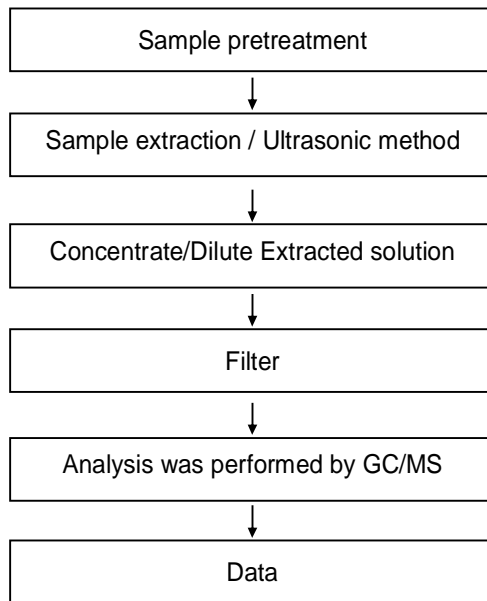 Sample pretreatment
Sample extraction / Ultrasonic method
Concentrate/Dilute Extracted solution
Filter
Analysis was performed by GC/MS
Data